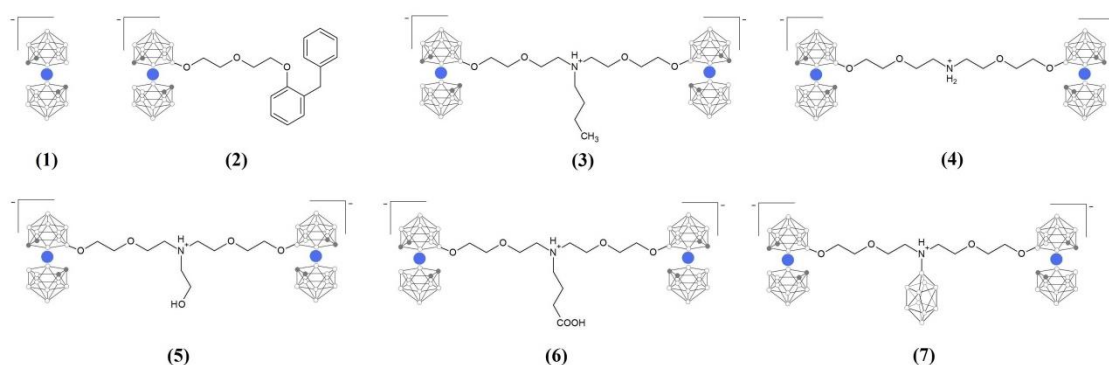 O O O
(1) (2)
O O H N + O O
CH3
(3)
O O N + H2 O O
(4)
O O H N + O O
HO
(5)
O O H N + O O
COOH
(6)
O O H N + O O
(7)